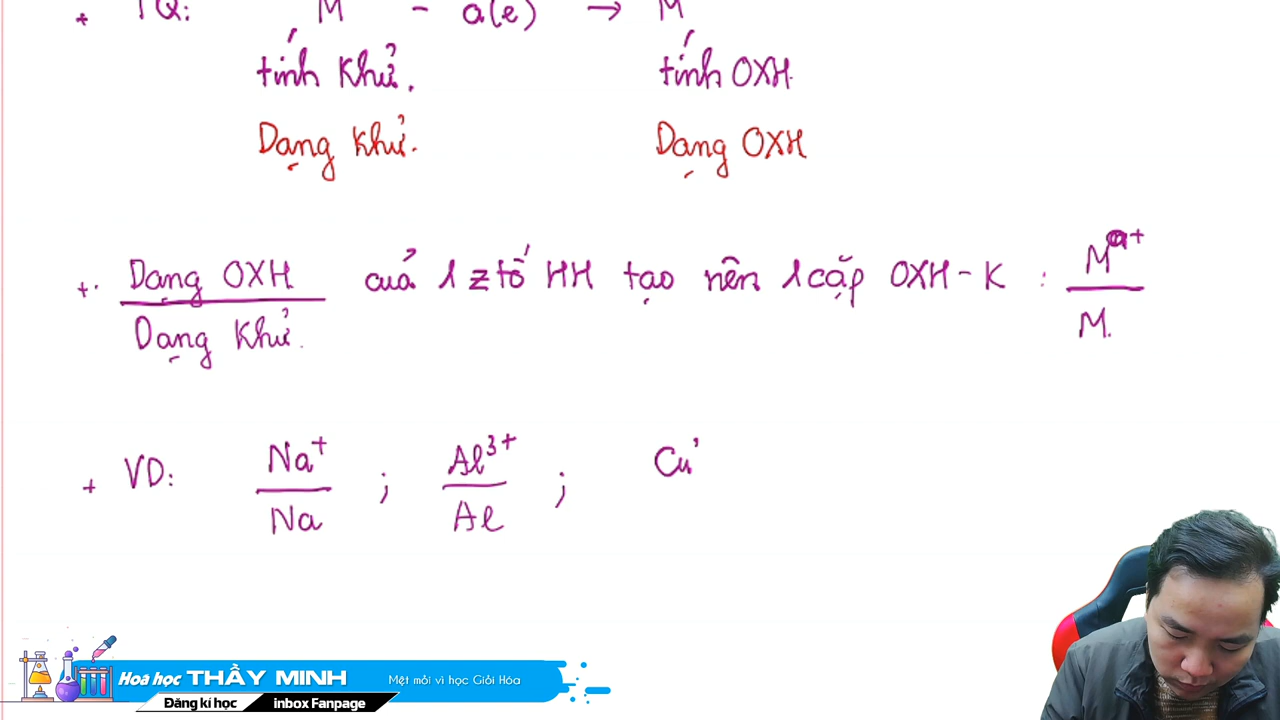 + TQ: M - a(e) → M
tính khử. tính OXH
Dạng khử. Dạng OXH
+. Dạng OXH / Dạng khử. của 1 ztố HH tạo nên 1 cặp OXH - K : Mᵃ⁺ / M.
+ VD: Na⁺ / Na ; Al³⁺ / Al ; Cu
Hoá học THẦY MINH
Mệt mỏi vì học Giỏi Hóa
Đăng kí học inbox Fanpage